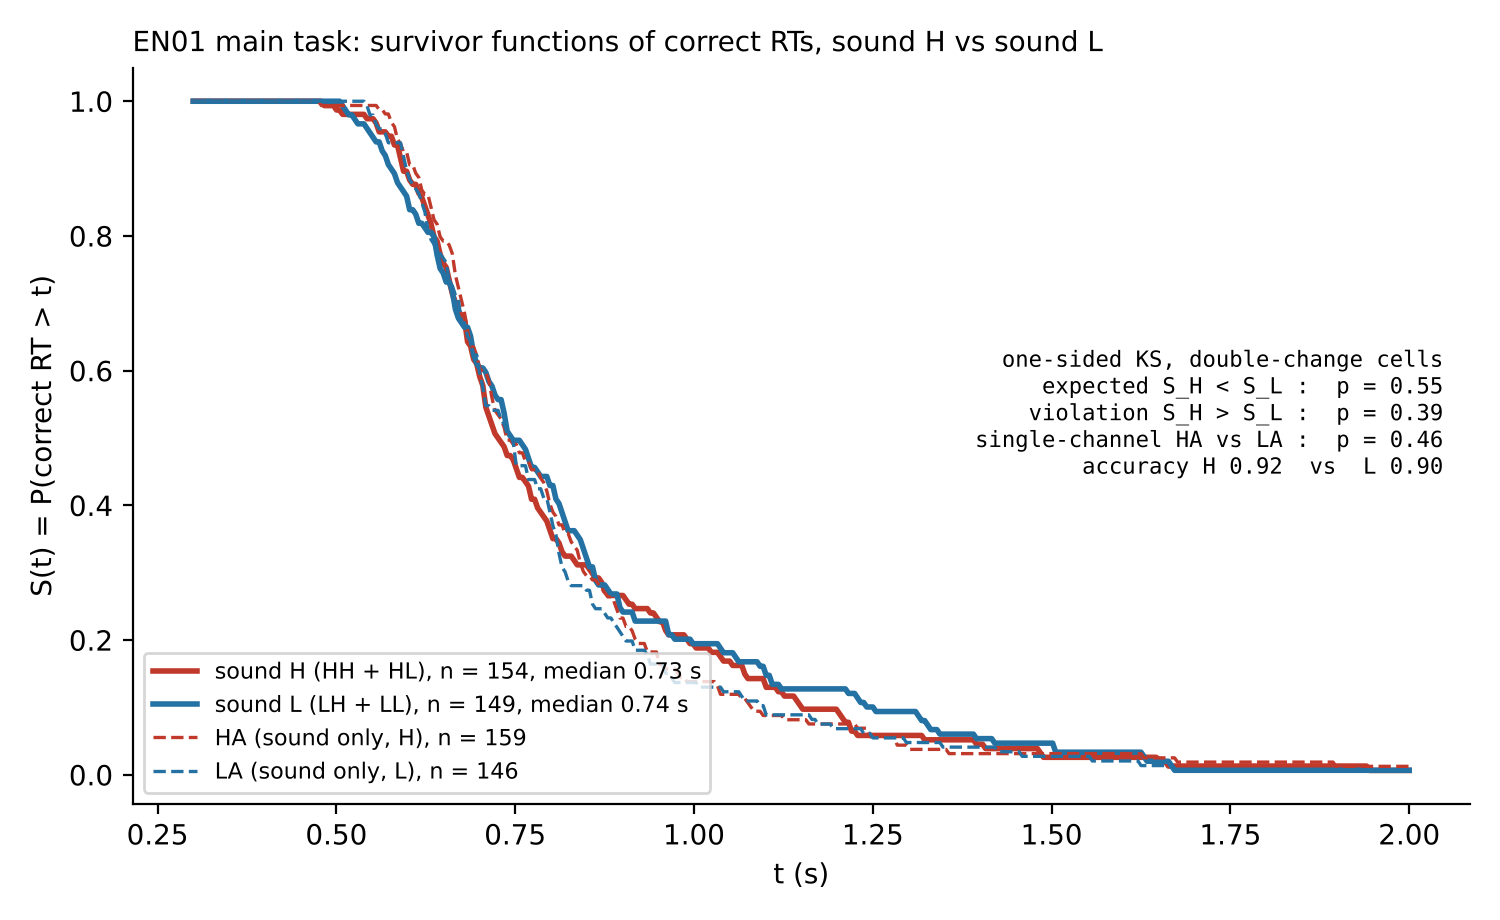 EN01 main task: survivor functions of correct RTs, sound H vs sound L
S(t) = P(correct RT > t)
1.0
0.8
0.6
0.4
0.2
0.0
one-sided KS, double-change cells
expected S_H < S_L :  p = 0.55
violation S_H > S_L :  p = 0.39
single-channel HA vs LA :  p = 0.46
accuracy H 0.92  vs  L 0.90
sound H (HH + HL), n = 154, median 0.73 s
sound L (LH + LL), n = 149, median 0.74 s
HA (sound only, H), n = 159
LA (sound only, L), n = 146
0.25 0.50 0.75 1.00 1.25 1.50 1.75 2.00
t (s)